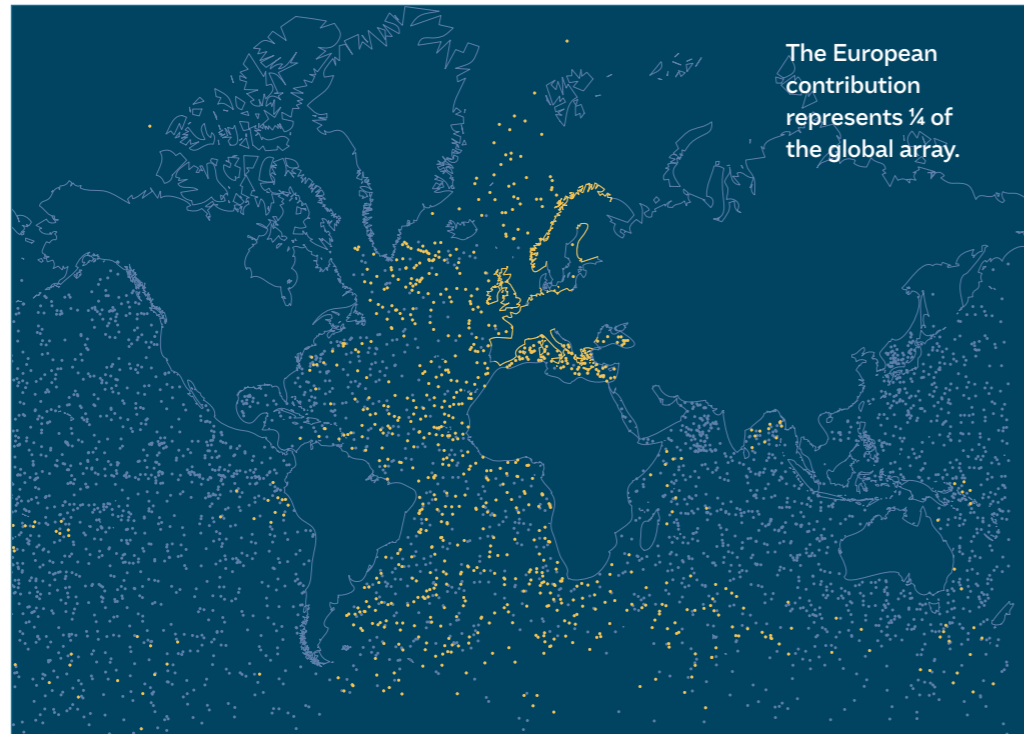 The European
contribution
represents ¼ of
the global array.